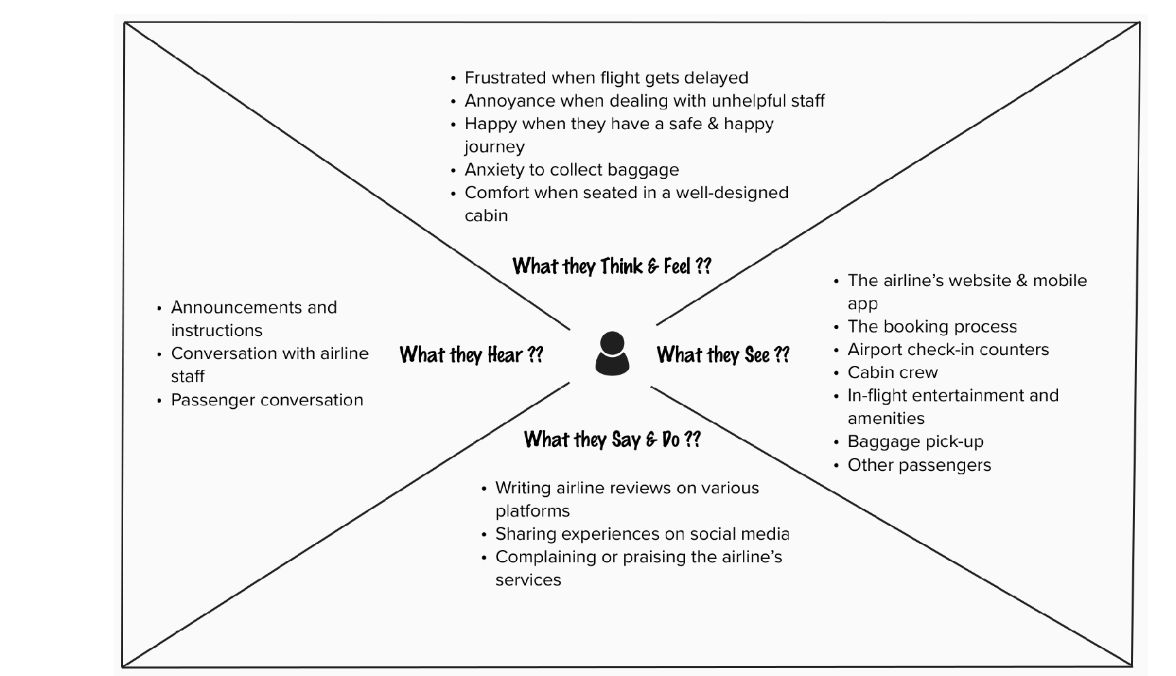 • Frustrated when flight gets delayed
• Annoyance when dealing with unhelpful staff
• Happy when they have a safe & happy
journey
• Anxiety to collect baggage
• Comfort when seated in a well-designed
cabin
What they Think & Feel ??
• Announcements and
instructions
• Conversation with airline
staff
• Passenger conversation
What they Hear ??
What they See ??
• The airline's website & mobile
app
• The booking process
• Airport check-in counters
• Cabin crew
• In-flight entertainment and
amenities
• Baggage pick-up
• Other passengers
What they Say & Do ??
• Writing airline reviews on various
platforms
• Sharing experiences on social media
• Complaining or praising the airline's
services